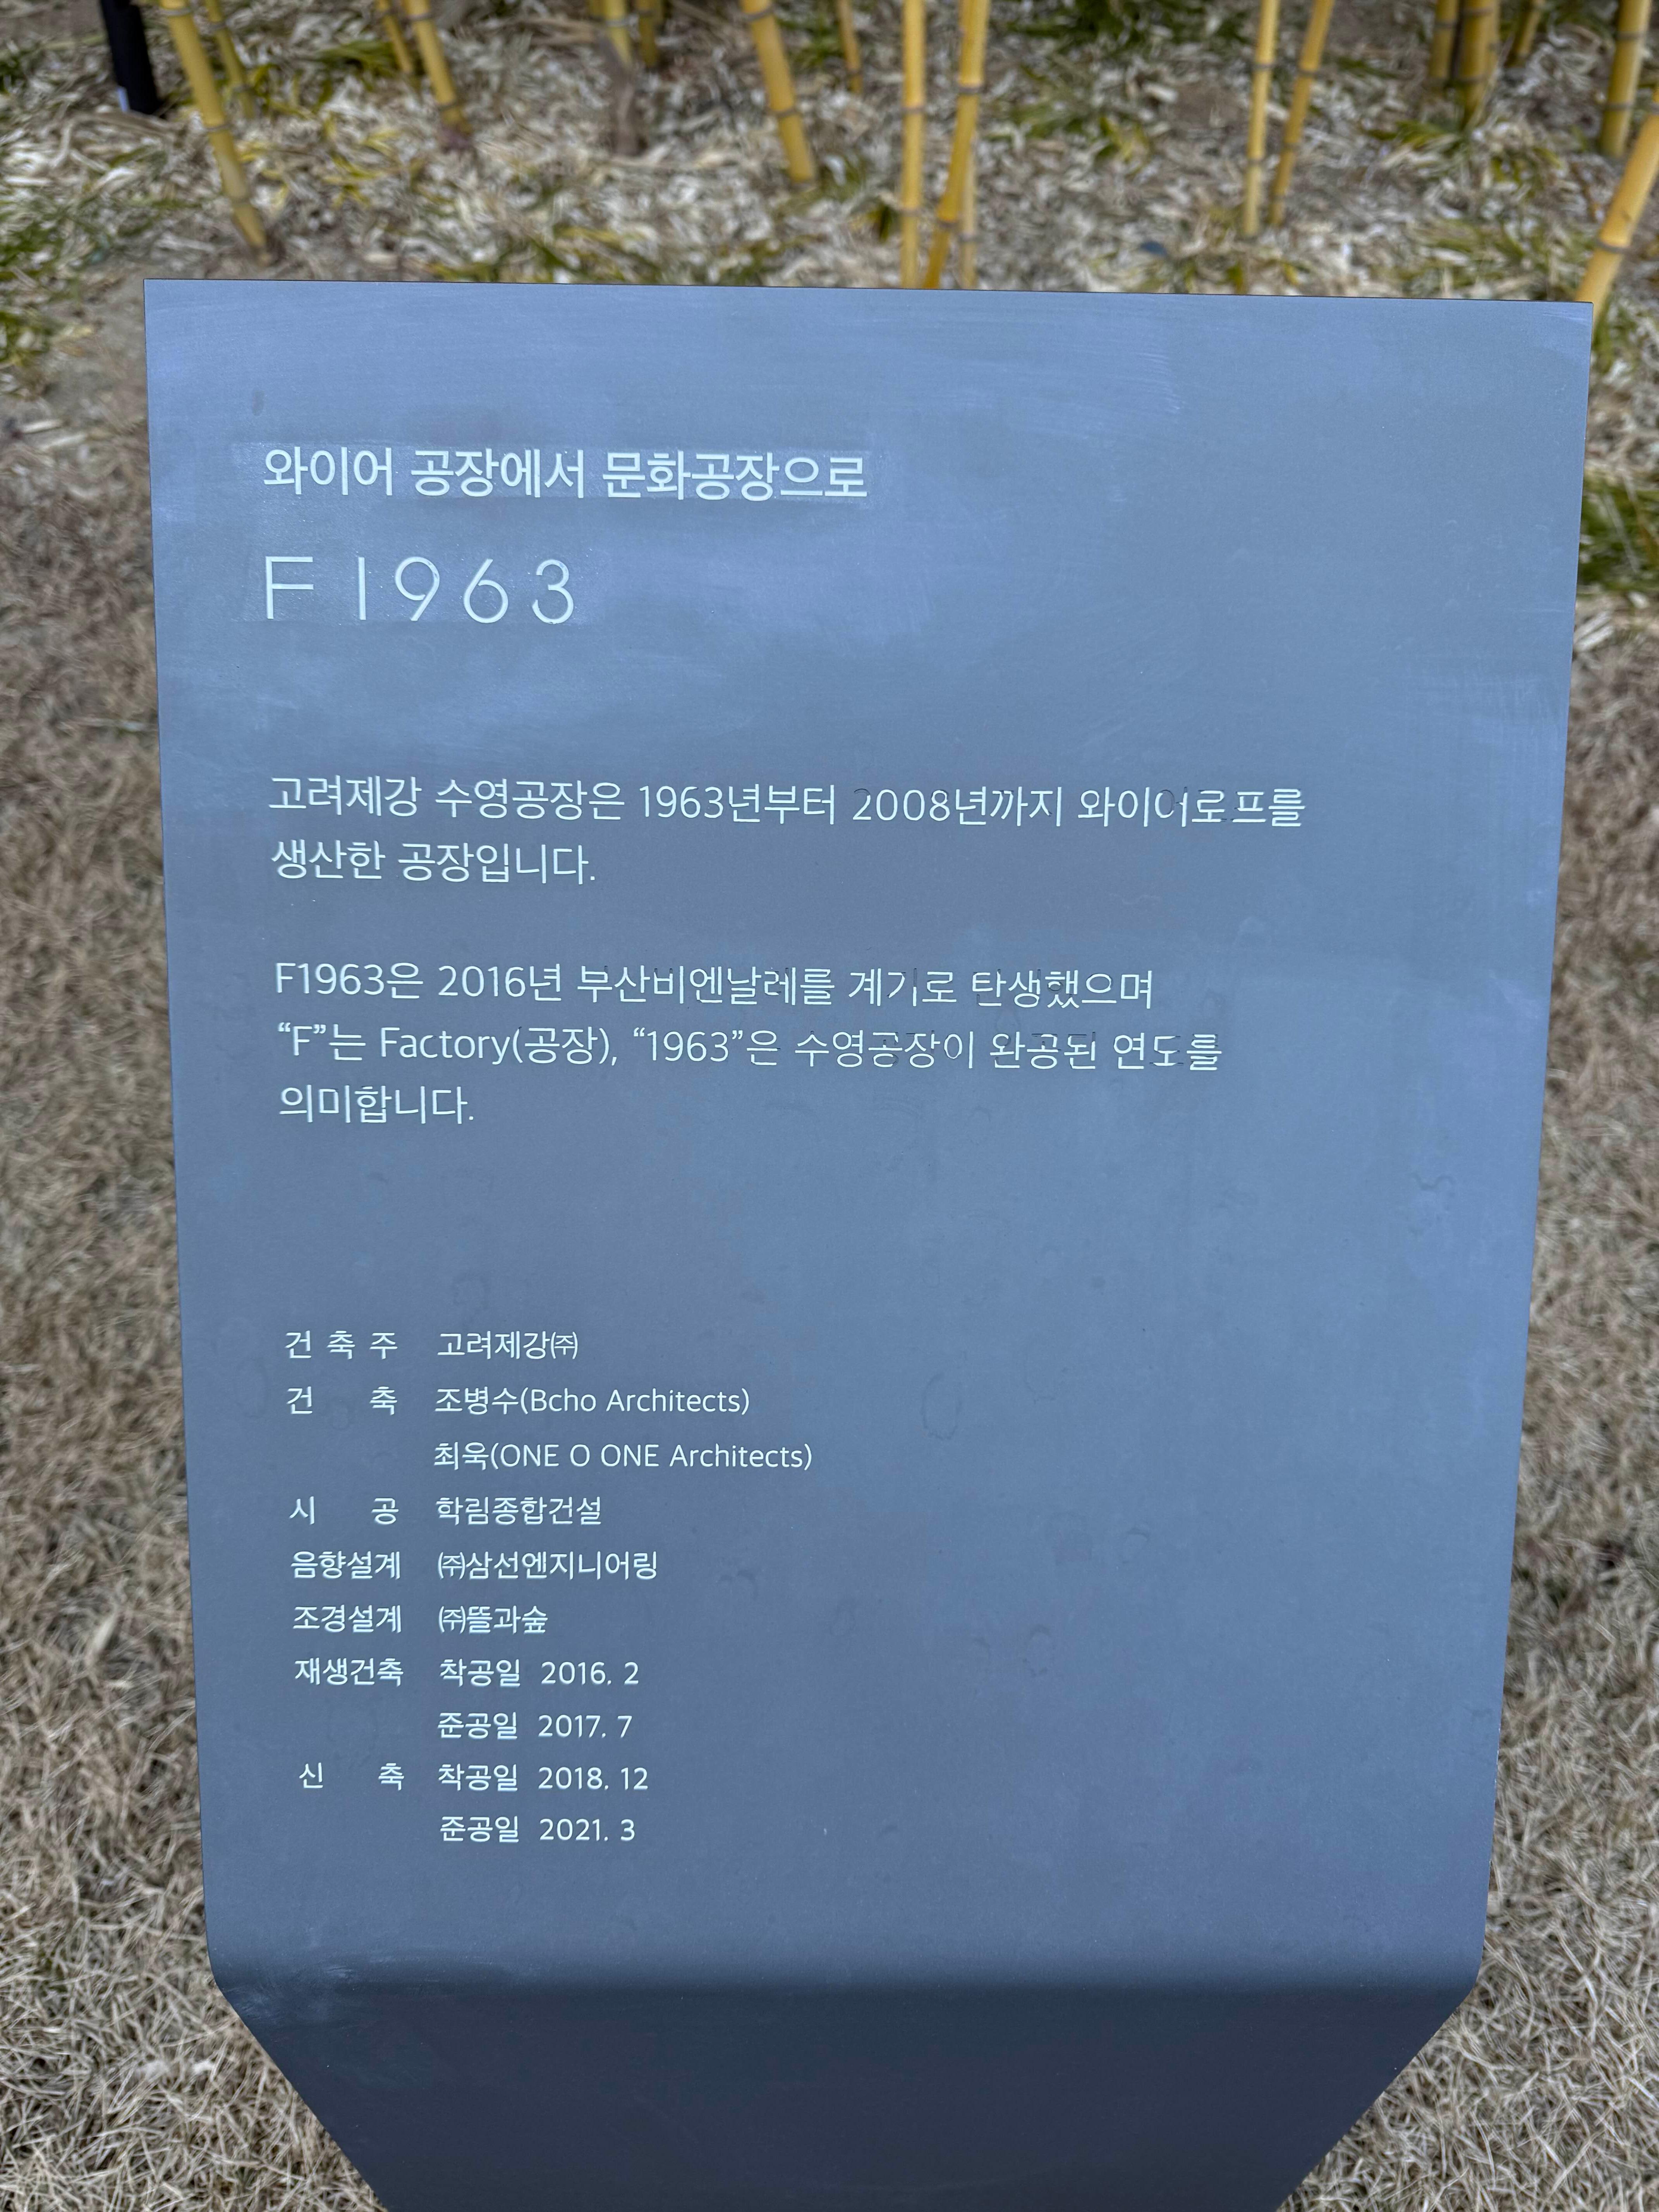 와이어 공장에서 문화공장으로
F1963
고려제강 수영공장은 1963년부터 2008년까지 와이어로프를
생산한 공장입니다.
F1963은 2016년 부산비엔날레를 계기로 탄생했으며
“F”는 Factory(공장), “1963”은 수영공장이 완공된 연도를
의미합니다.
건 축 주 고려제강㈜
건 축 조병수(Bcho Architects)
최욱(ONE O ONE Architects)
시 공 학림종합건설
음향설계 ㈜삼선엔지니어링
조경설계 ㈜뜰과숲
재생건축 착공일 2016. 2
준공일 2017. 7
신 축 착공일 2018. 12
준공일 2021. 3